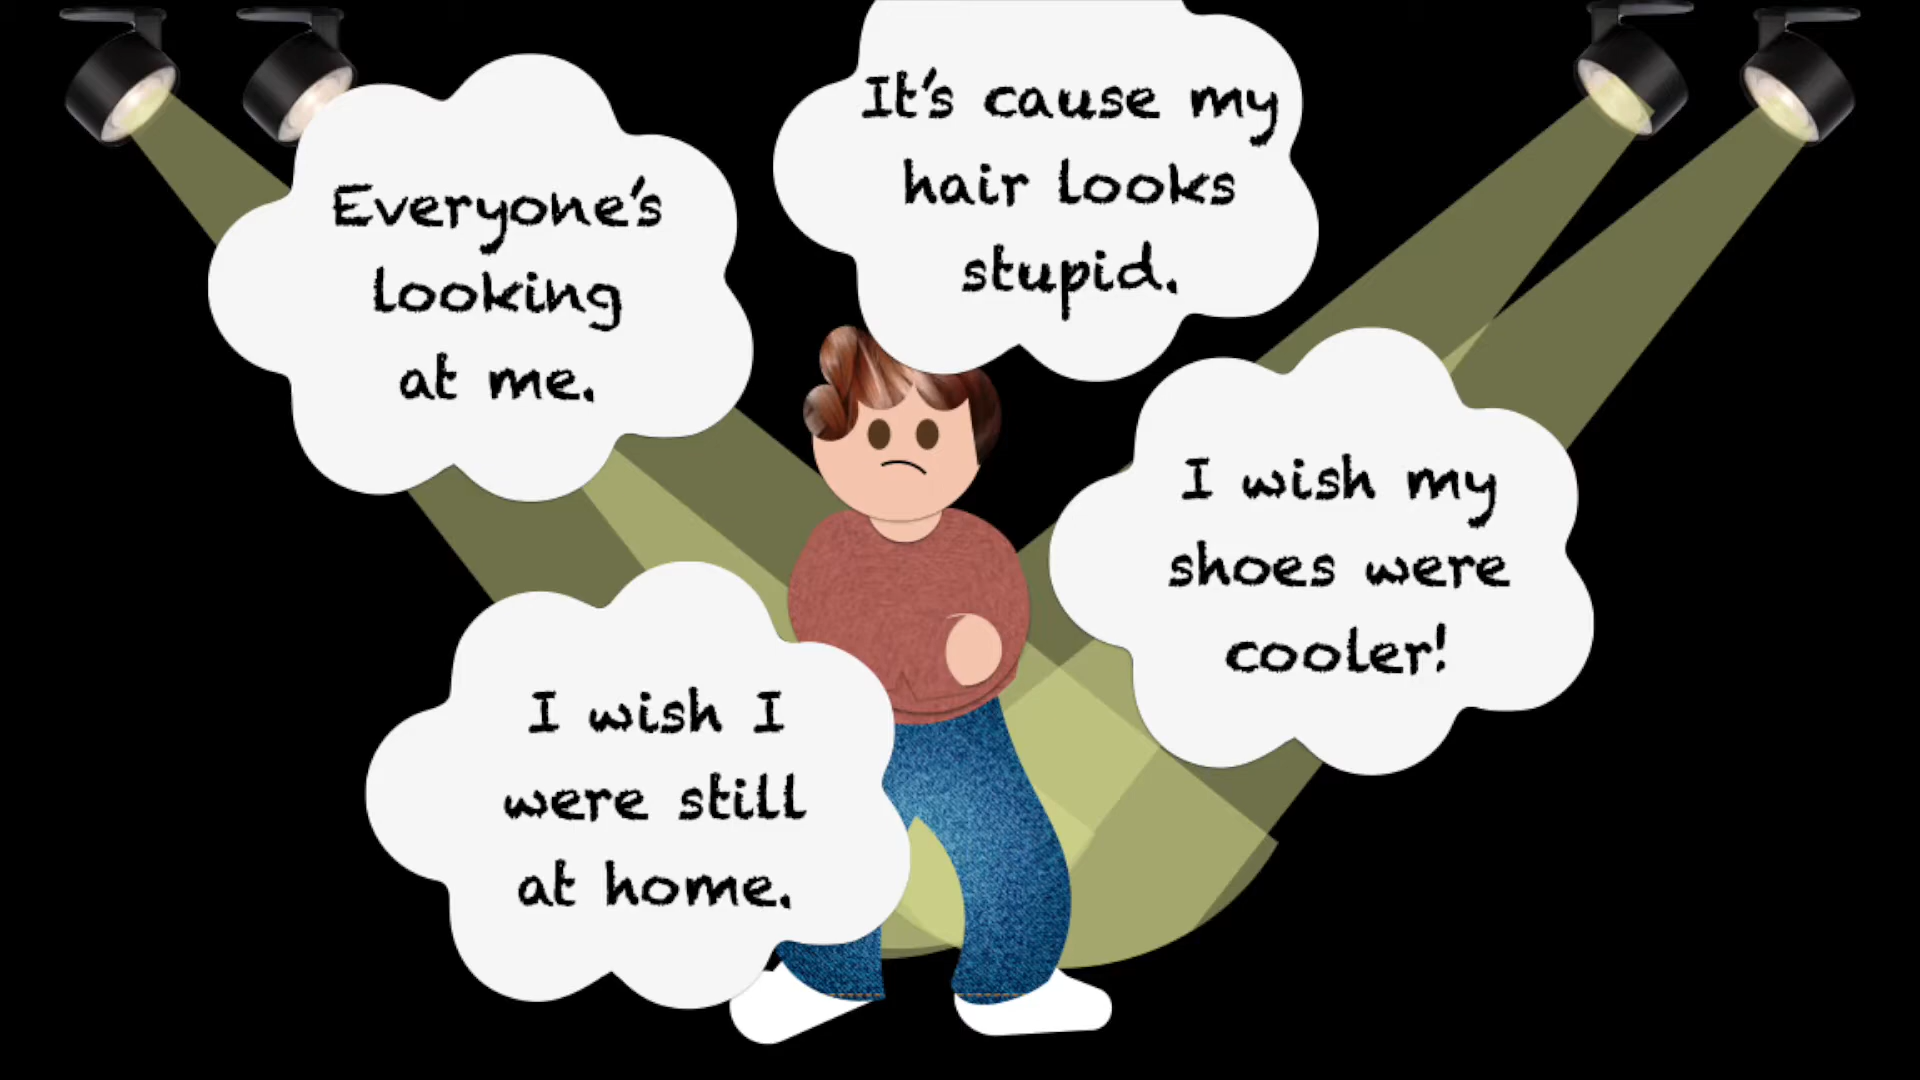 Everyone's
looking
at me.
It's cause my
hair looks
stupid.
I wish my
shoes were
cooler!
I wish I
were still
at home.